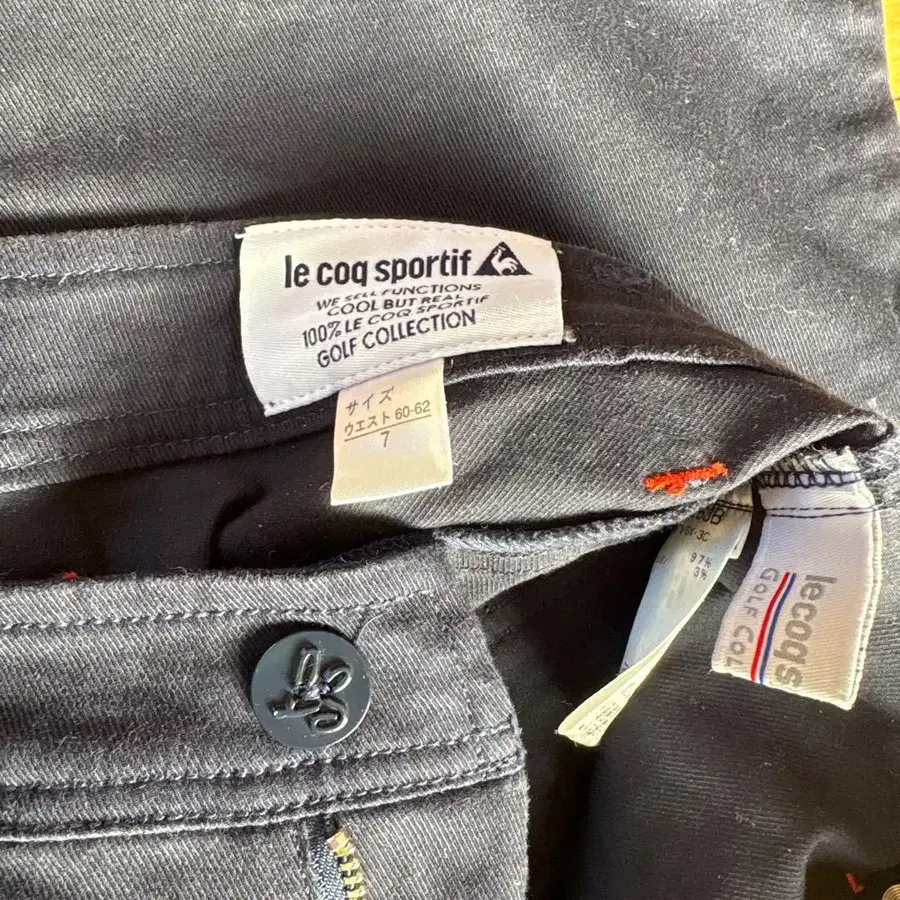 le coq sportif
WE SELL FUNCTIONS
COOL BUT REAL
100% LE COQ SPORTIF
GOLF COLLECTION
サイズ
ウエスト 60-62
7
97%
3%
lecoqs
GOLF COL